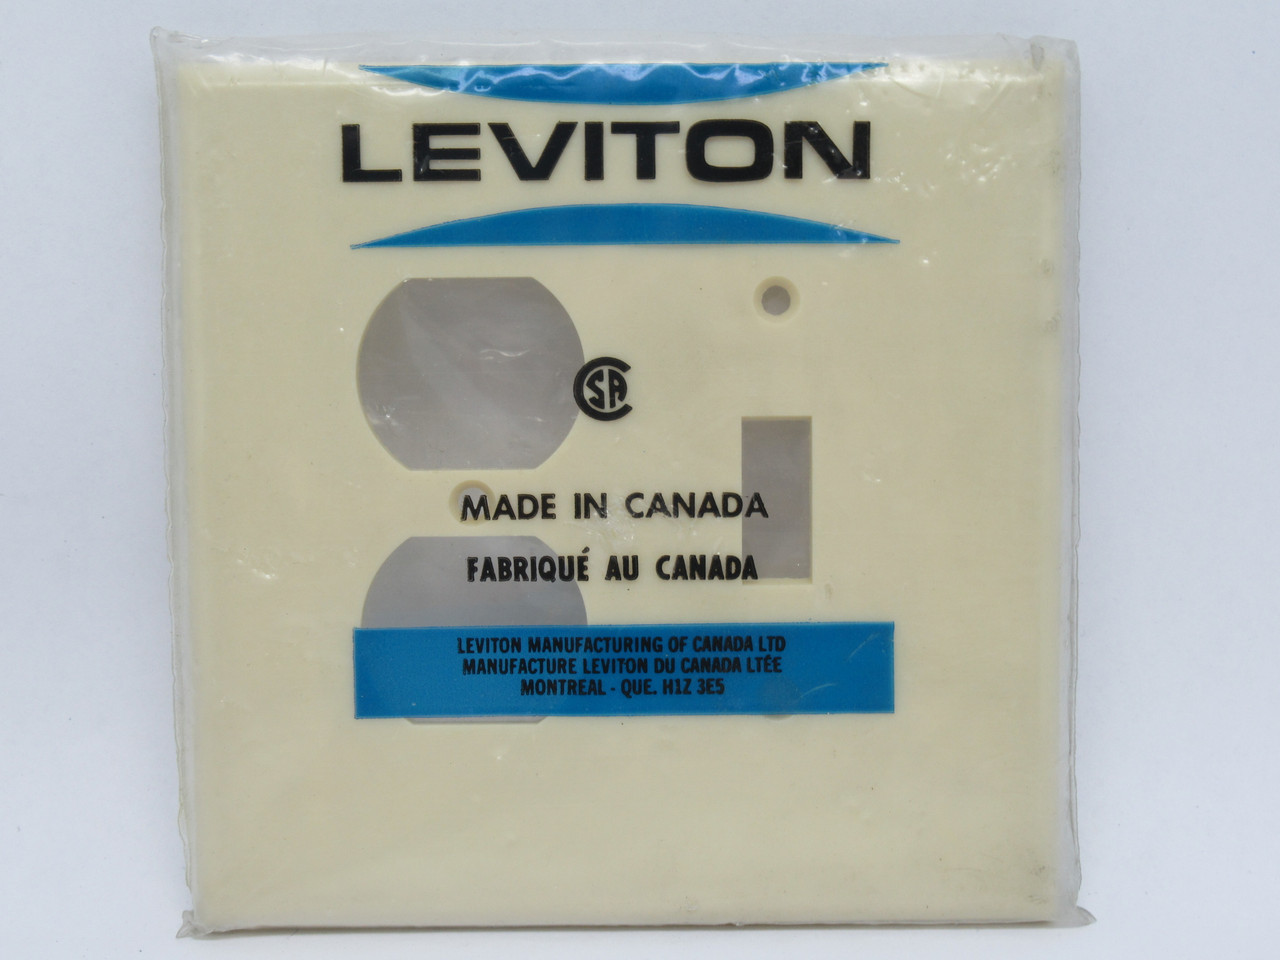 LEVITON
CSA
MADE IN CANADA
FABRIQUÉ AU CANADA
LEVITON MANUFACTURING OF CANADA LTD
MANUFACTURE LEVITON DU CANADA LTÉE
MONTREAL - QUE. H1Z 3E5